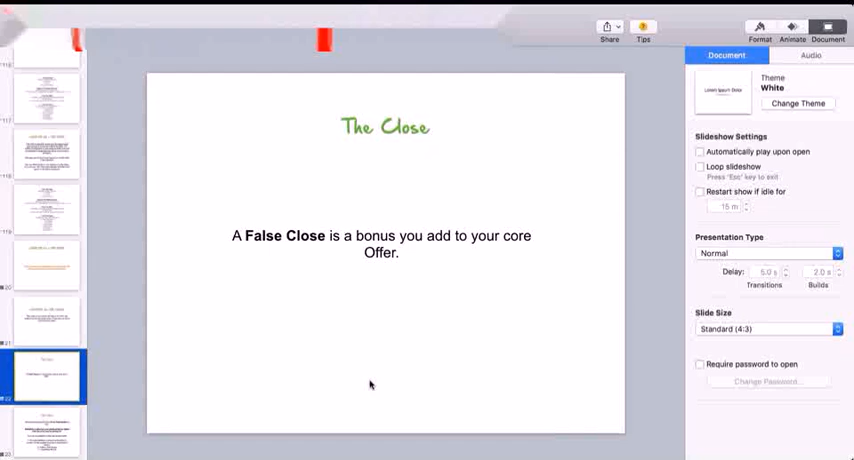 Share
Tips
Format
Animate
Document
Document
Audio
The Close
A False Close is a bonus you add to your core
Offer.
Lorem Ipsum Dolor
Theme
White
Change Theme
Slideshow Settings
Automatically play upon open
Loop slideshow
Press 'Esc' key to exit
Restart show if idle for
15 m
Presentation Type
Normal
Delay:
5.0 s
2.0 s
Transitions
Builds
Slide Size
Standard (4:3)
Require password to open
Change Password...